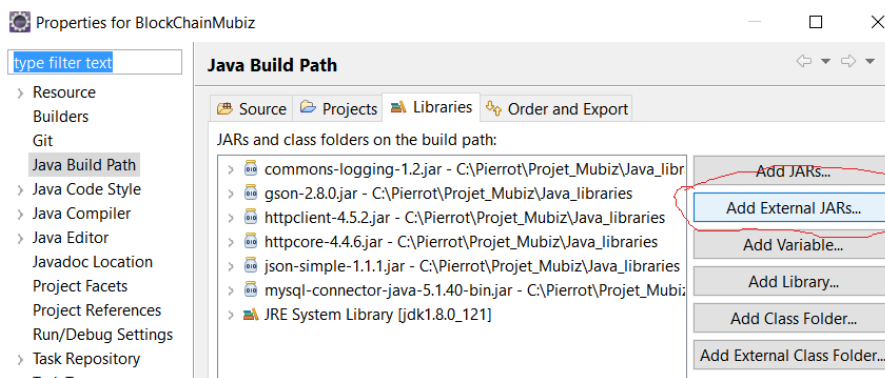 Properties for BlockChainMubiz
type filter text
Java Build Path
Resource
Builders
Git
Java Build Path
Java Code Style
Java Compiler
Java Editor
Javadoc Location
Project Facets
Project References
Run/Debug Settings
Task Repository
Source Projects Libraries Order and Export
JARs and class folders on the build path:
commons-logging-1.2.jar - C:\Pierrot\Projet_Mubiz\Java_libr
gson-2.8.0.jar - C:\Pierrot\Projet_Mubiz\Java_libraries
httpclient-4.5.2.jar - C:\Pierrot\Projet_Mubiz\Java_libraries
httpcore-4.4.6.jar - C:\Pierrot\Projet_Mubiz\Java_libraries
json-simple-1.1.1.jar - C:\Pierrot\Projet_Mubiz\Java_libraries
mysql-connector-java-5.1.40-bin.jar - C:\Pierrot\Projet_Mubiz
JRE System Library [jdk1.8.0_121]
Add JARs...
Add External JARs...
Add Variable...
Add Library...
Add Class Folder...
Add External Class Folder...